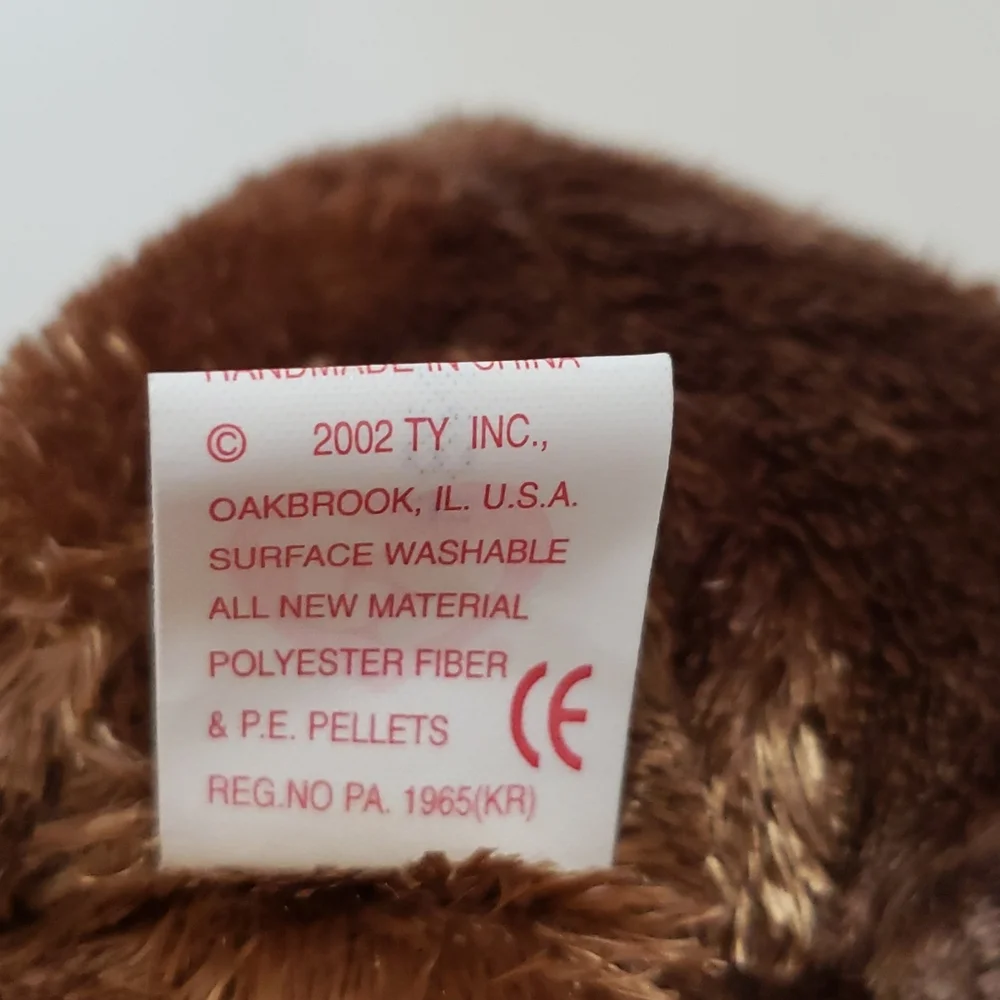 HANDMADE IN CHINA
© 2002 TY INC.,
OAKBROOK, IL. U.S.A.
SURFACE WASHABLE
ALL NEW MATERIAL
POLYESTER FIBER
& P.E. PELLETS
CE
REG.NO PA. 1965(KR)